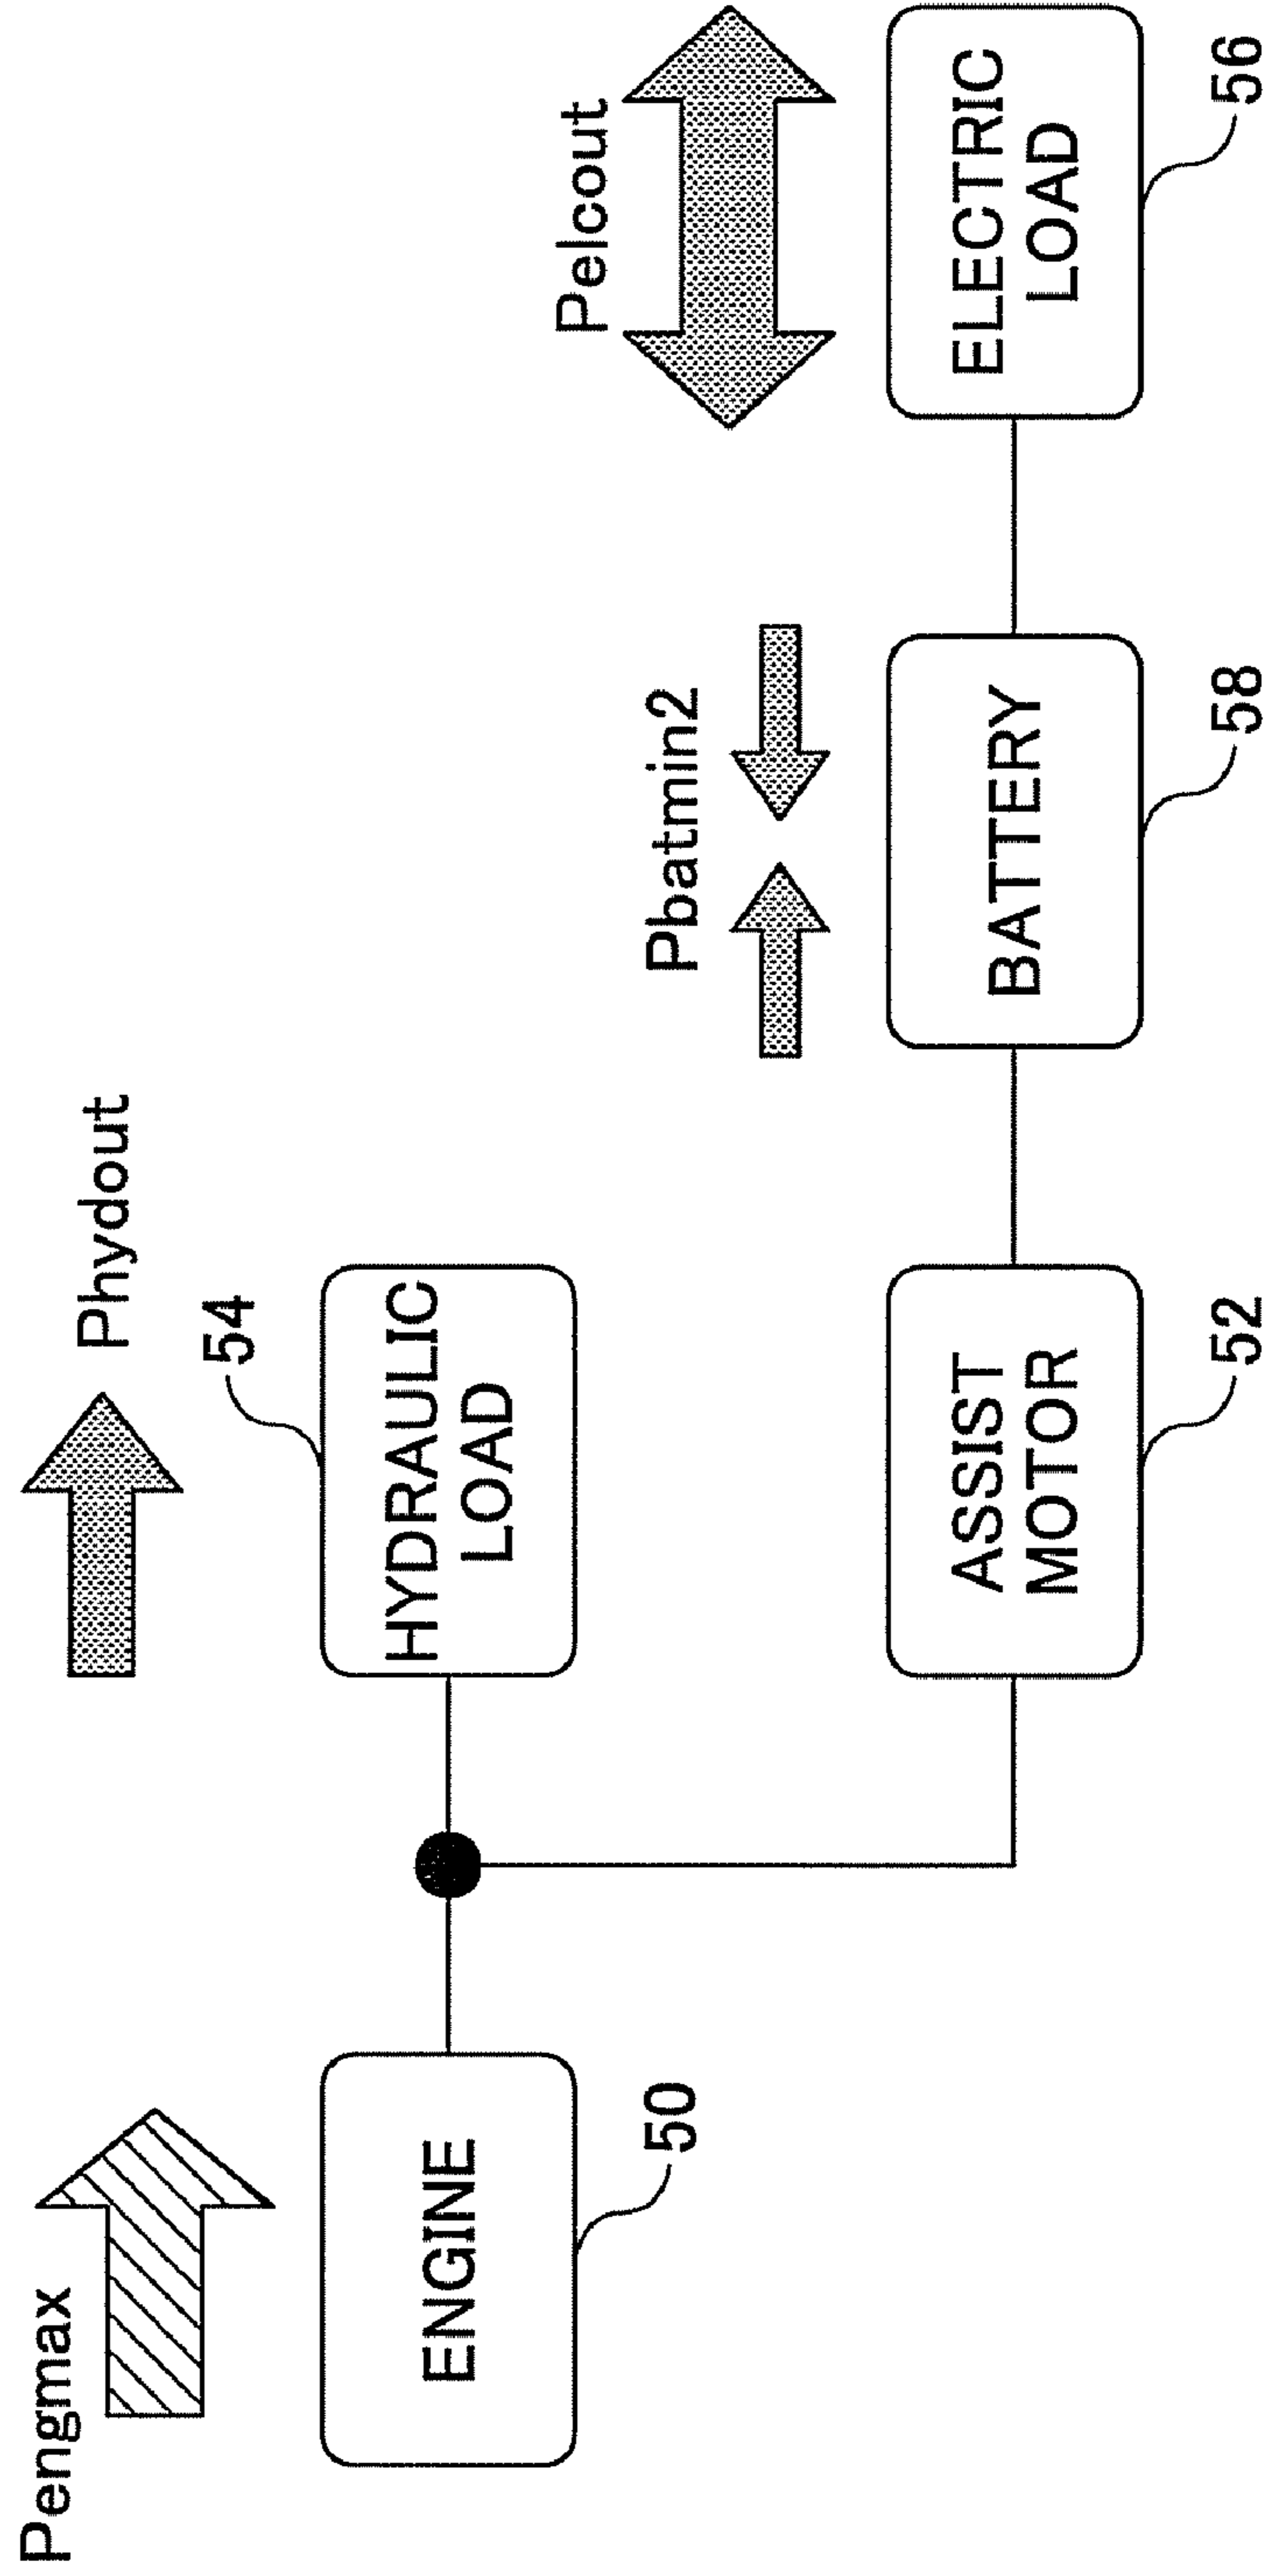 Pengmax
Phydout
54
ENGINE
50
HYDRAULIC
LOAD
Pbatmin2
Pelcout
ASSIST
MOTOR
52
BATTERY
58
ELECTRIC
LOAD
56